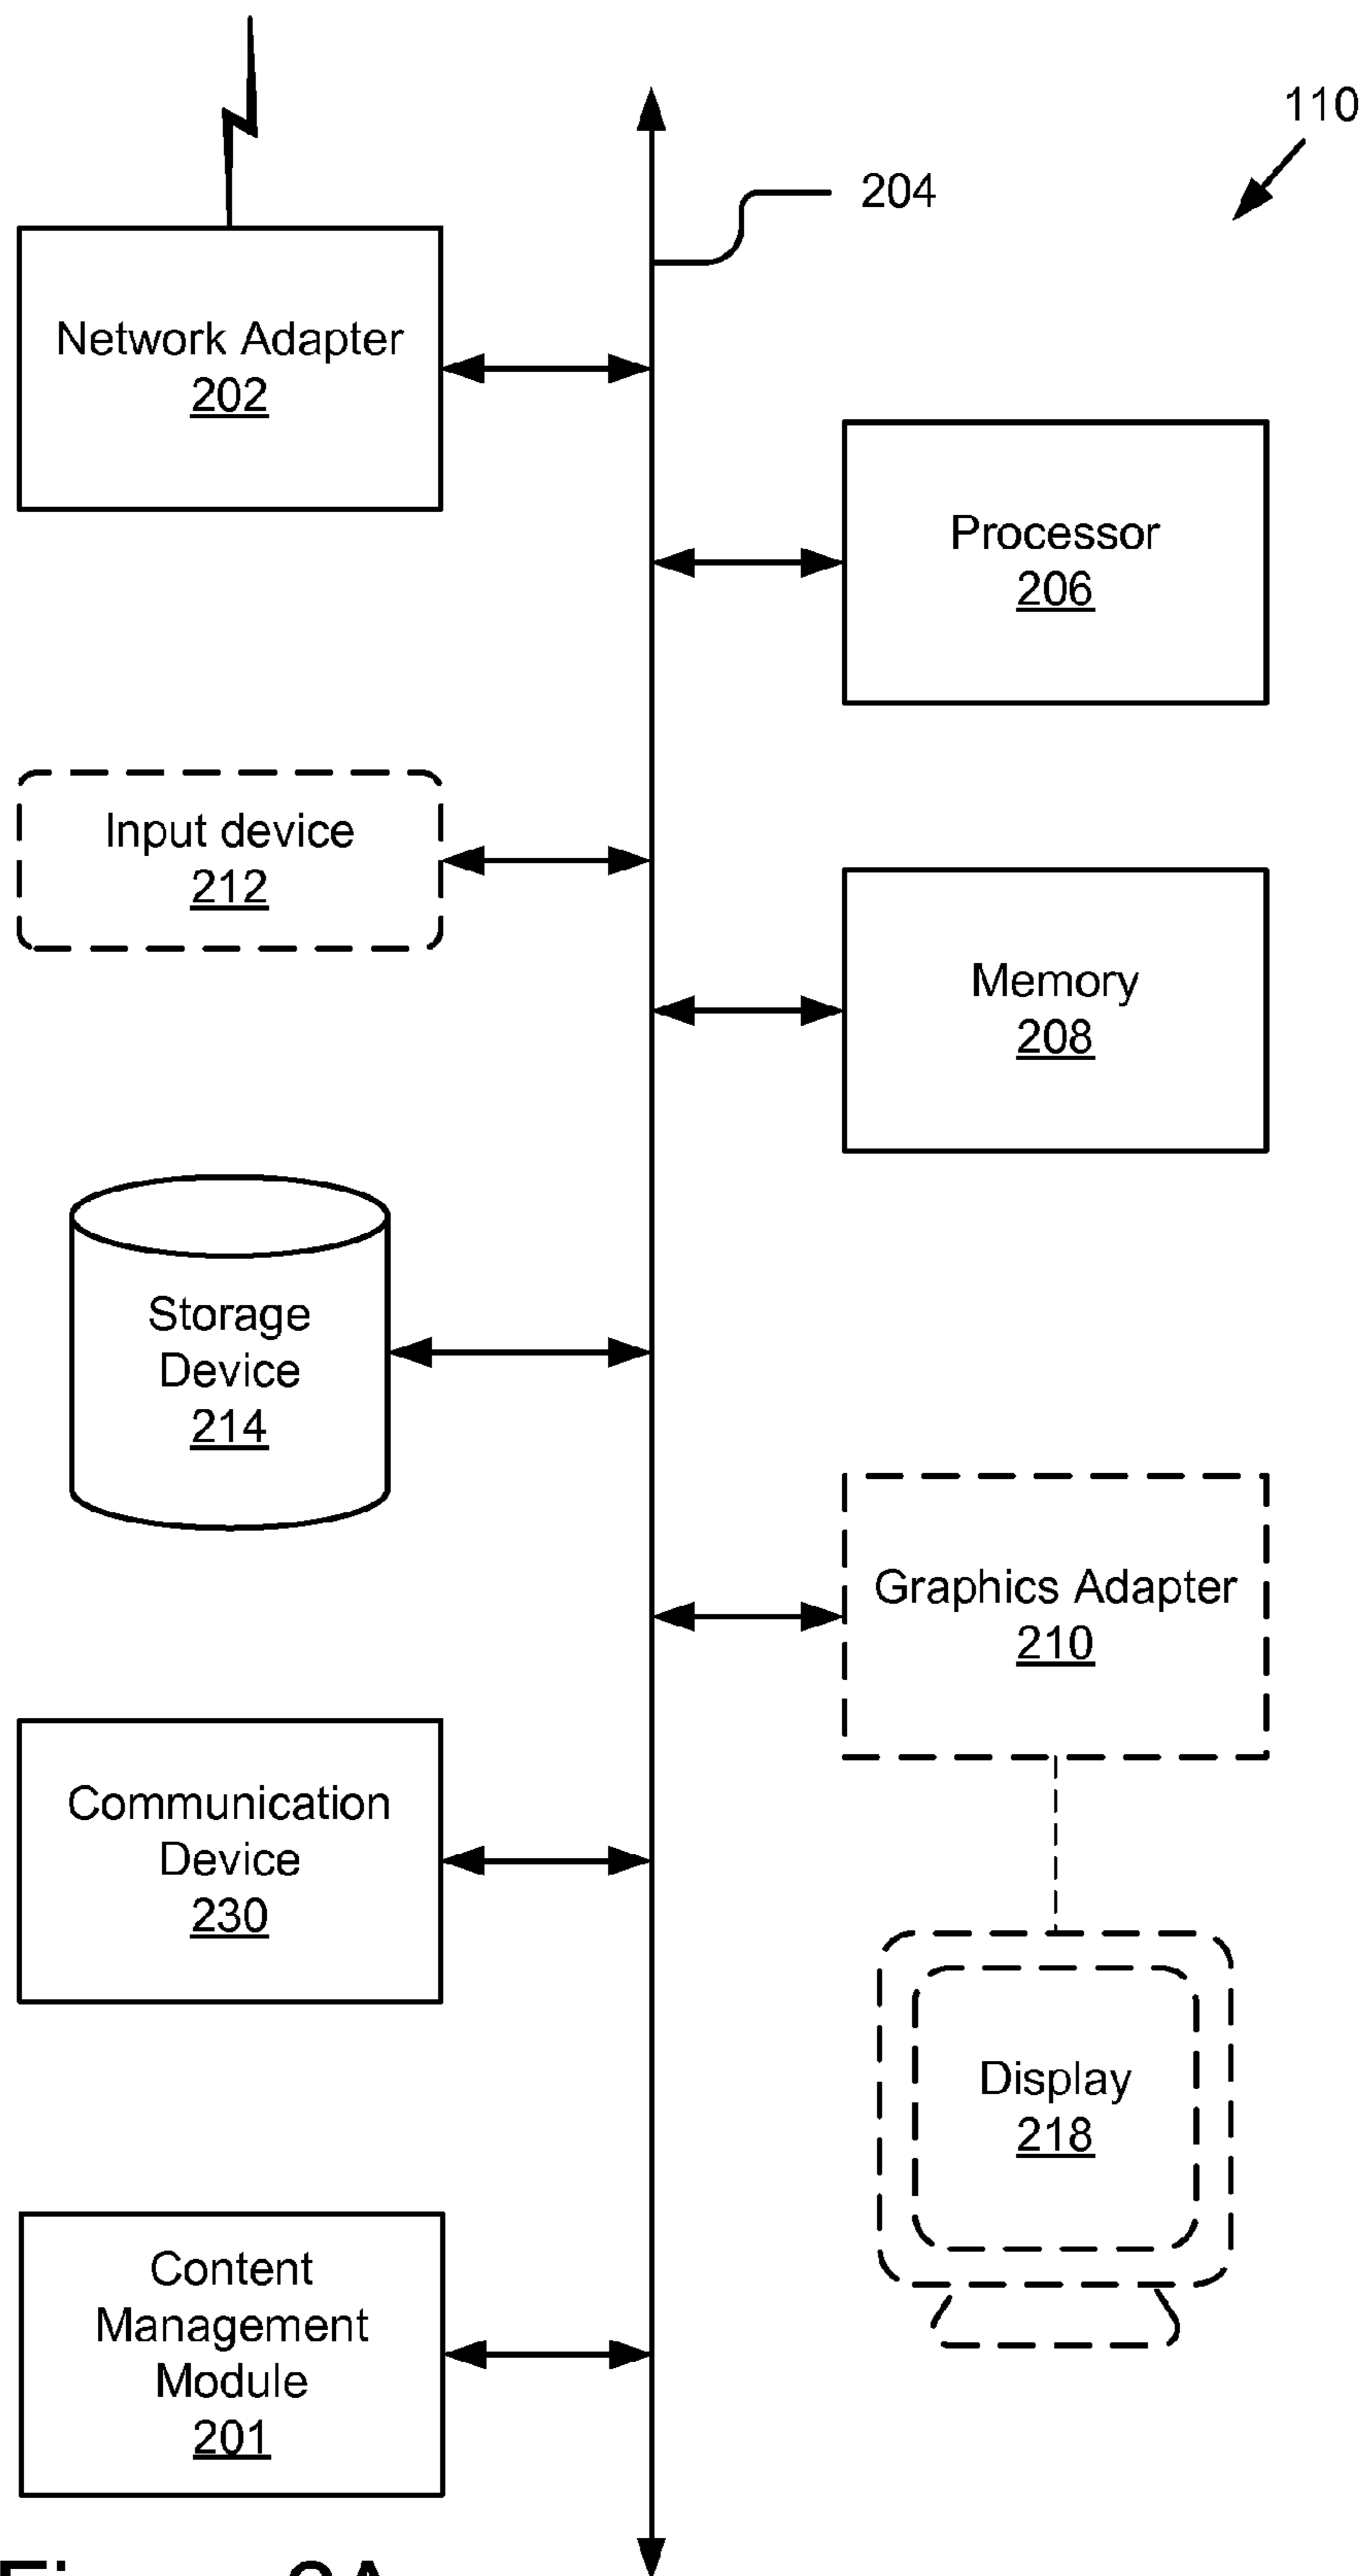 110
204
Network Adapter
202
Processor
206
Input device
212
Memory
208
Storage
Device
214
Graphics Adapter
210
Communication
Device
230
Display
218
Content
Management
Module
201